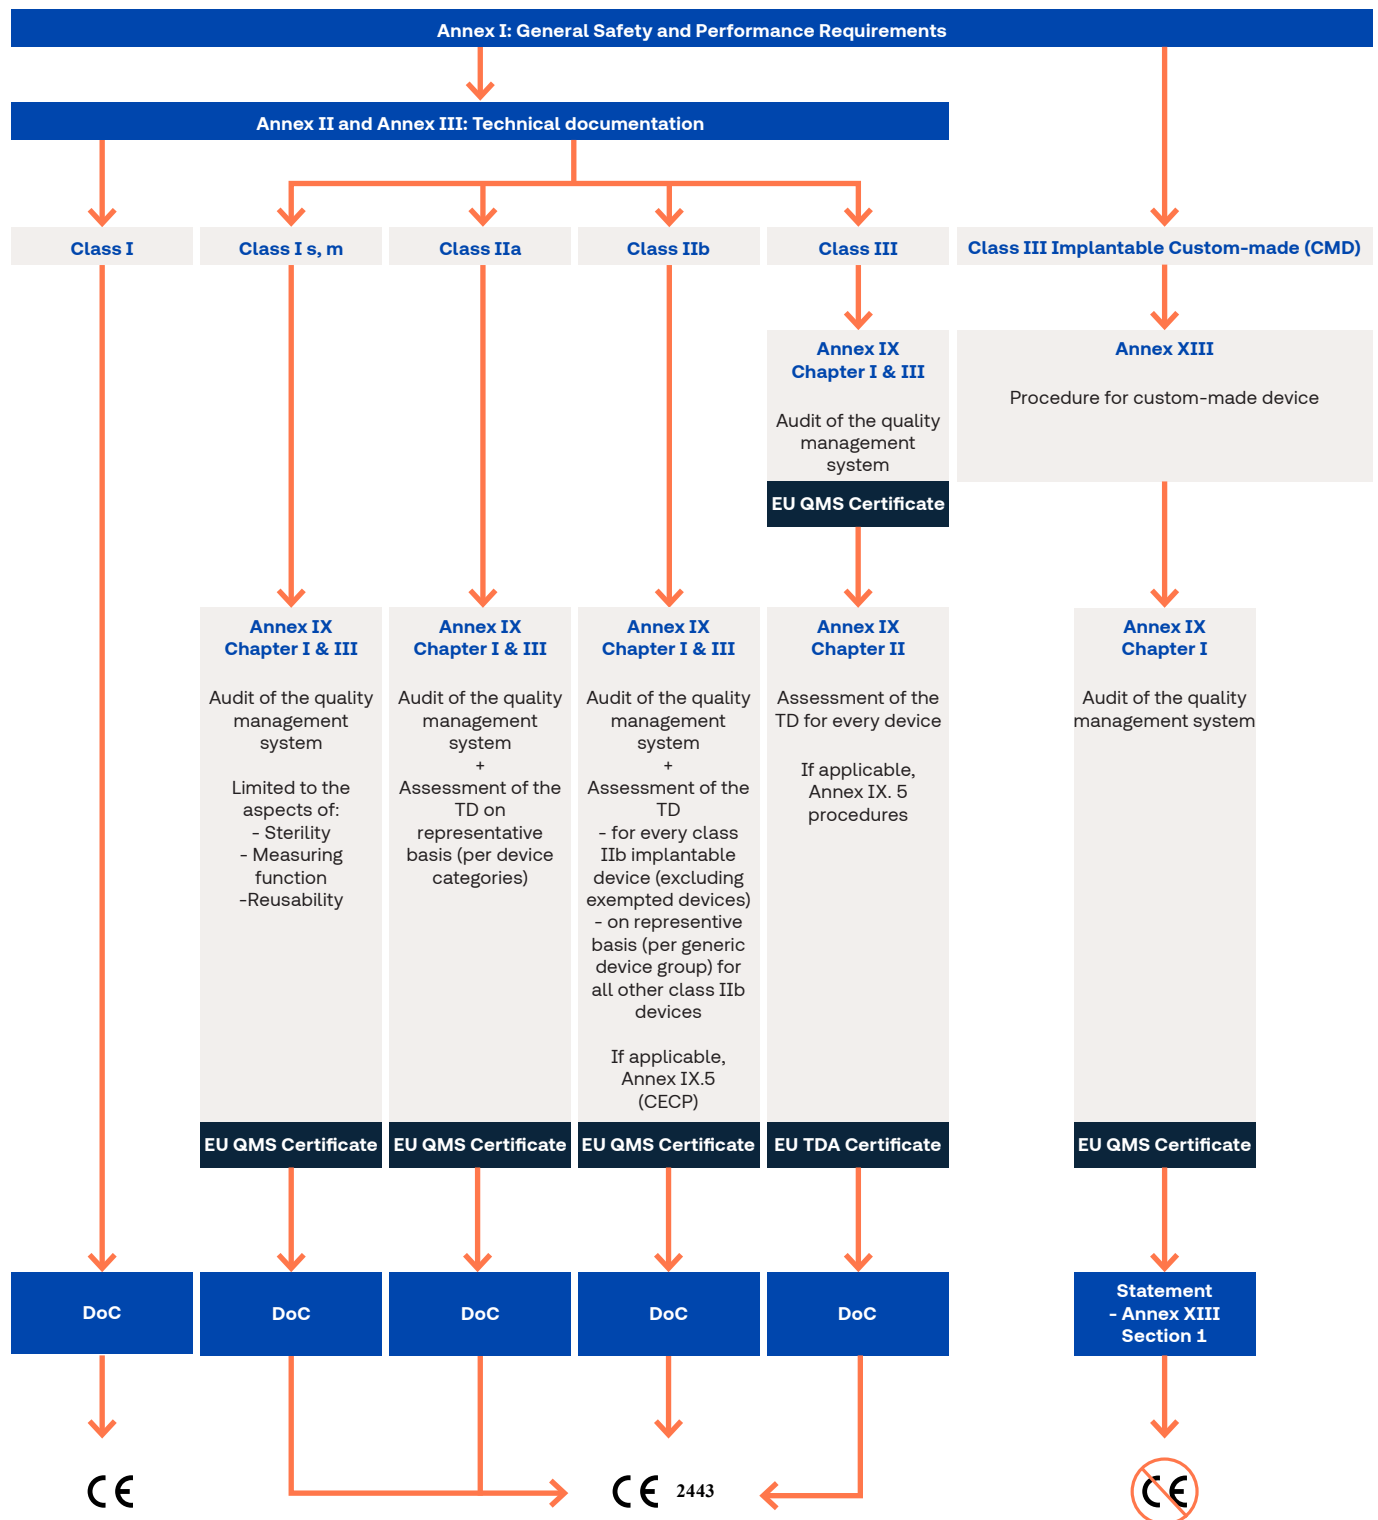 Annex I: General Safety and Performance Requirements
Annex II and Annex III: Technical documentation
Class I
Class I s, m
Class IIa
Class IIb
Class III
Class III Implantable Custom-made (CMD)
Annex IX
Chapter I & III
Audit of the quality
management
system
EU QMS Certificate
Annex XIII
Procedure for custom-made device
Annex IX
Chapter I & III
Audit of the quality
management
system
Limited to the
aspects of:
- Sterility
- Measuring
function
-Reusability
EU QMS Certificate
Annex IX
Chapter I & III
Audit of the quality
management
system
+
Assessment of the
TD on
representative
basis (per device
categories)
EU QMS Certificate
Annex IX
Chapter I & III
Audit of the quality
management
system
+
Assessment of the
TD
- for every class
IIb implantable
device (excluding
exempted devices)
- on representive
basis (per generic
device group) for
all other class IIb
devices
If applicable,
Annex IX.5
(CECP)
EU QMS Certificate
Annex IX
Chapter II
Assessment of the
TD for every device
If applicable,
Annex IX. 5
procedures
EU TDA Certificate
Annex IX
Chapter I
Audit of the quality
management system
EU QMS Certificate
DoC
DoC
DoC
DoC
DoC
Statement
- Annex XIII
Section 1
CE
CE 2443
CE